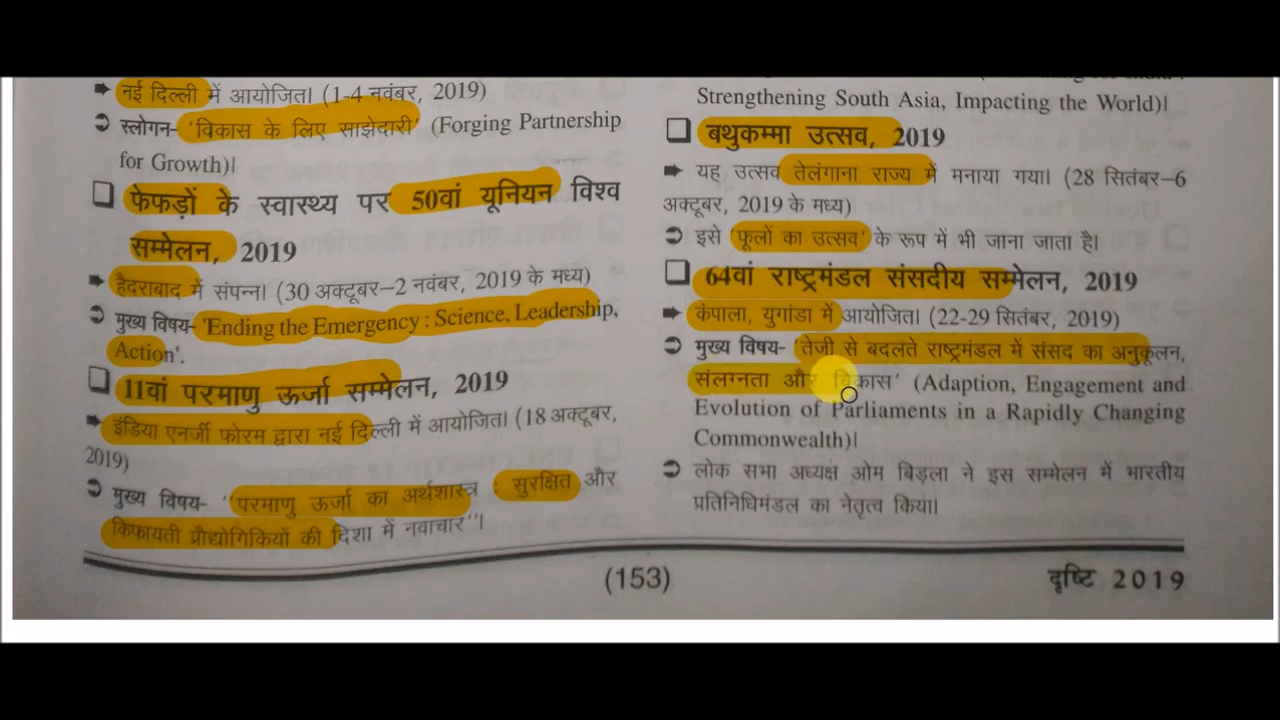 ➡ नई दिल्ली में आयोजित। (1-4 नवंबर, 2019)
➲ स्लोगन- 'विकास के लिए साझेदारी' (Forging Partnership
for Growth)।
❑ फेफड़ों के स्वास्थ्य पर 50वां यूनियन विश्व
सम्मेलन, 2019
➡ हैदराबाद में संपन्न। (30 अक्टूबर–2 नवंबर, 2019 के मध्य)
➲ मुख्य विषय- 'Ending the Emergency : Science, Leadership,
Action'.
❑ 11वां परमाणु ऊर्जा सम्मेलन, 2019
➡ इंडिया एनर्जी फोरम द्वारा नई दिल्ली में आयोजित। (18 अक्टूबर,
2019)
➲ मुख्य विषय- "परमाणु ऊर्जा का अर्थशास्त्र : सुरक्षित और
किफायती प्रौद्योगिकियों की दिशा में नवाचार"।
Strengthening South Asia, Impacting the World)।
❑ बथुकम्मा उत्सव, 2019
➡ यह उत्सव तेलंगाना राज्य में मनाया गया। (28 सितंबर–6
अक्टूबर, 2019 के मध्य)
➲ इसे 'फूलों का उत्सव' के रूप में भी जाना जाता है।
❑ 64वां राष्ट्रमंडल संसदीय सम्मेलन, 2019
➡ कंपाला, युगांडा में आयोजित। (22-29 सितंबर, 2019)
➲ मुख्य विषय- 'तेजी से बदलते राष्ट्रमंडल में संसद का अनुकूलन,
संलग्नता और विकास' (Adaption, Engagement and
Evolution of Parliaments in a Rapidly Changing
Commonwealth)।
➲ लोक सभा अध्यक्ष ओम बिड़ला ने इस सम्मेलन में भारतीय
प्रतिनिधिमंडल का नेतृत्व किया।
(153)
दृष्टि 2019